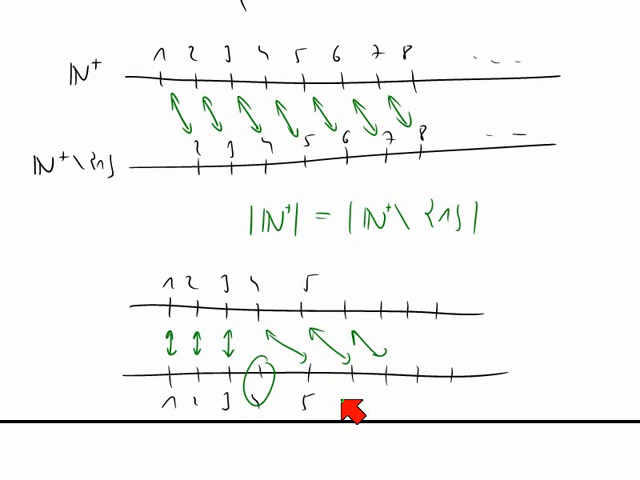 1 2 3 4 5 6 7 8 ...
ℕ⁺
2 3 4 5 6 7 8 ...
ℕ⁺\{1}
|ℕ⁺| = |ℕ⁺\{1}|
1 2 3 4 5
1 2 3 4 5